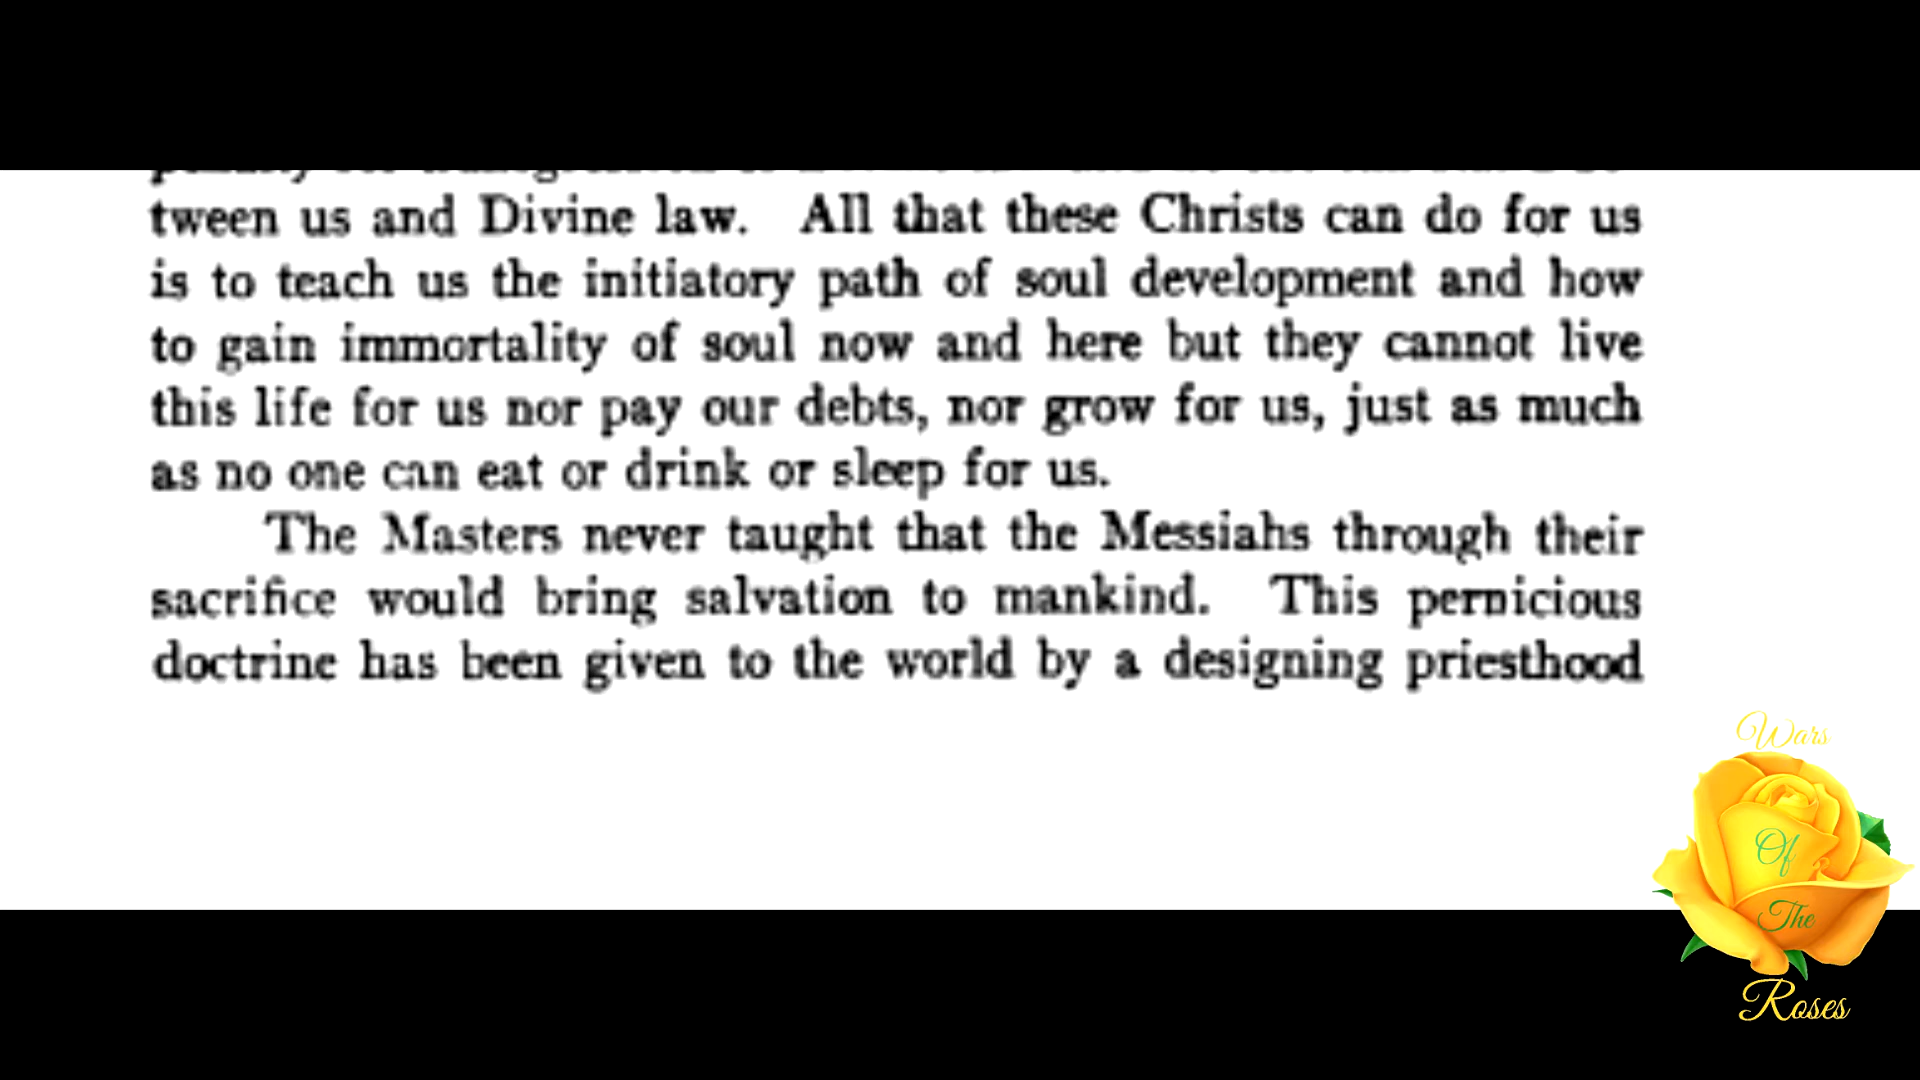 tween us and Divine law. All that these Christs can do for us
is to teach us the initiatory path of soul development and how
to gain immortality of soul now and here but they cannot live
this life for us nor pay our debts, nor grow for us, just as much
as no one can eat or drink or sleep for us.
The Masters never taught that the Messiahs through their
sacrifice would bring salvation to mankind. This pernicious
doctrine has been given to the world by a designing priesthood
Wars
Of
The
Roses